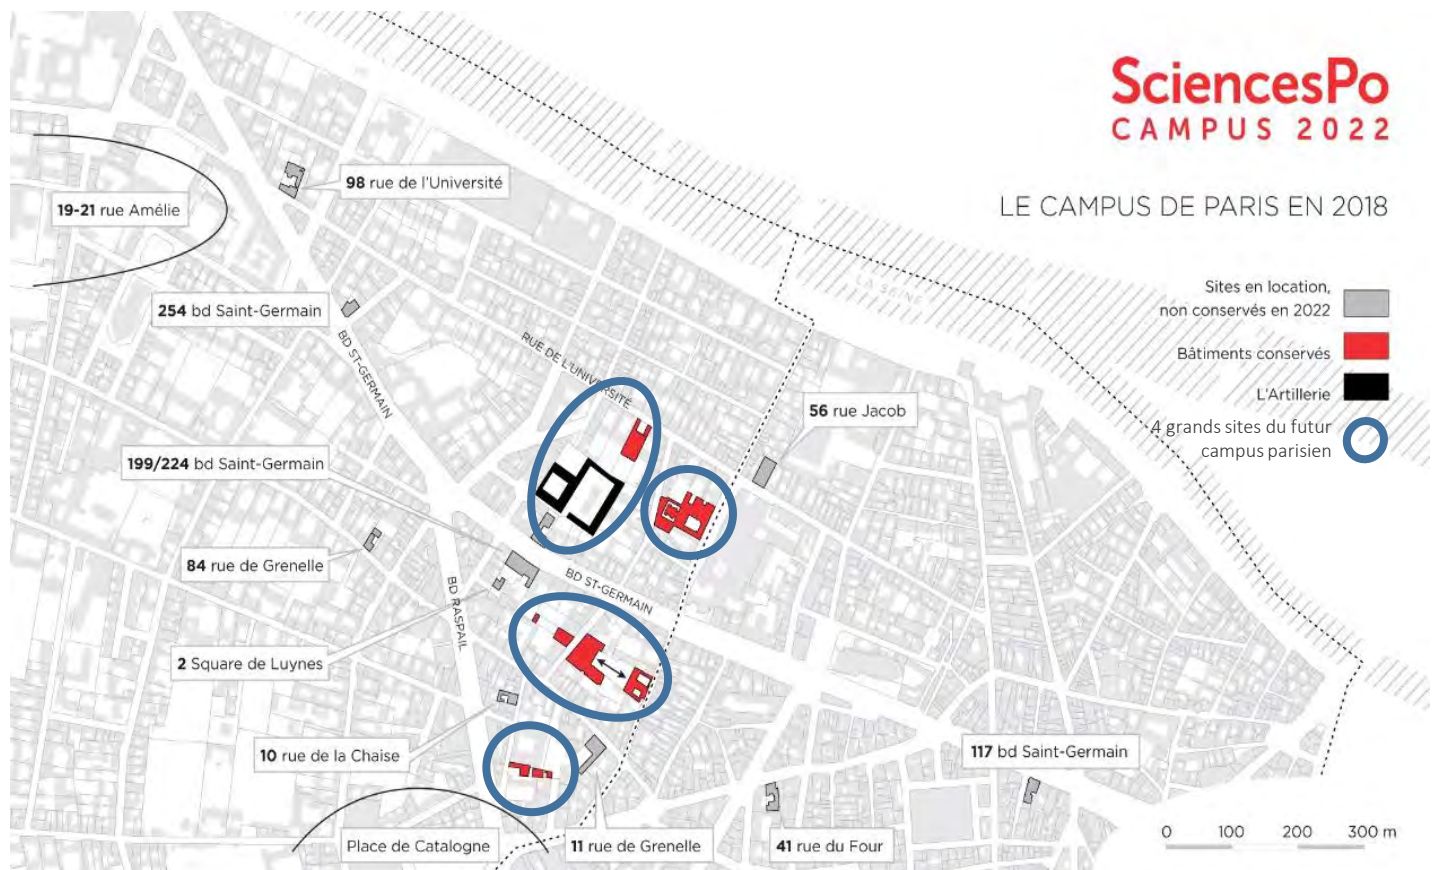 SciencesPo
CAMPUS 2022
LE CAMPUS DE PARIS EN 2018
Sites en location,
non conservés en 2022
Bâtiments conservés
L'Artillerie
4 grands sites du futur
campus parisien
LA SEINE
98 rue de l'Université
19-21 rue Amélie
254 bd Saint-Germain
BD ST-GERMAIN
RUE DE L'UNIVERSITÉ
56 rue Jacob
199/224 bd Saint-Germain
84 rue de Grenelle
BD ST-GERMAIN
BD RASPAIL
2 Square de Luynes
10 rue de la Chaise
117 bd Saint-Germain
Place de Catalogne
11 rue de Grenelle
41 rue du Four
0 100 200 300 m